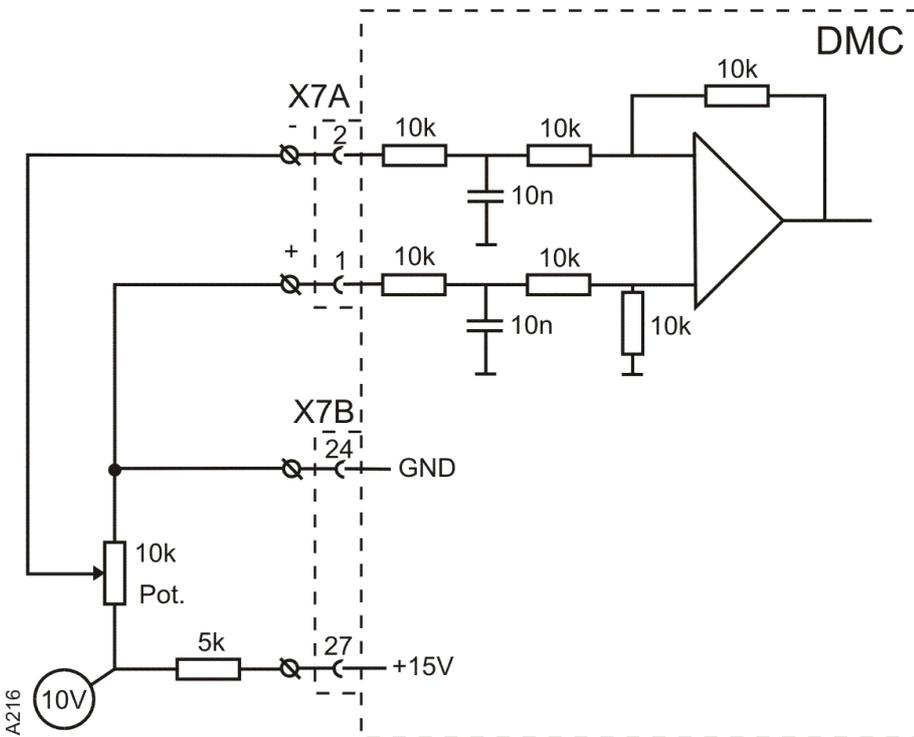 DMC
10k
X7A
- 2 10k 10k
10n
+ 1 10k 10k
10n 10k
X7B
24 GND
10k
Pot.
5k 27 +15V
10V
A216